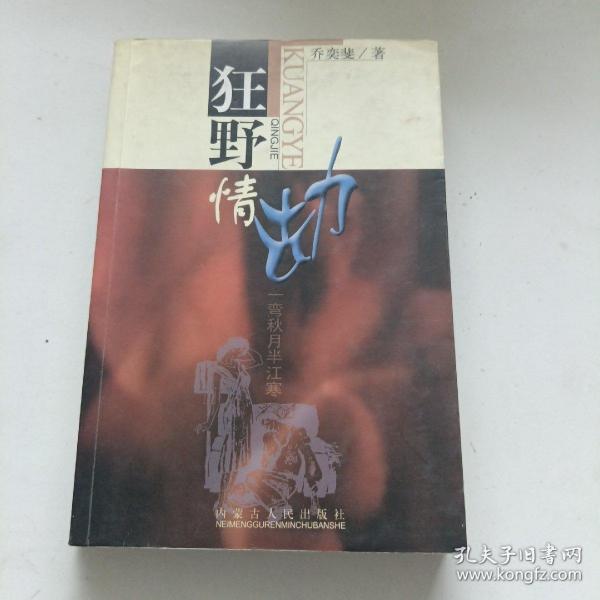 乔奕斐/著
狂野
情劫
KUANGYE
QINGJIE
一弯秋月半江寒
内蒙古人民出版社
NEIMENGGURENMINCHUBANSHE
孔夫子旧书网
www.kongfz.com